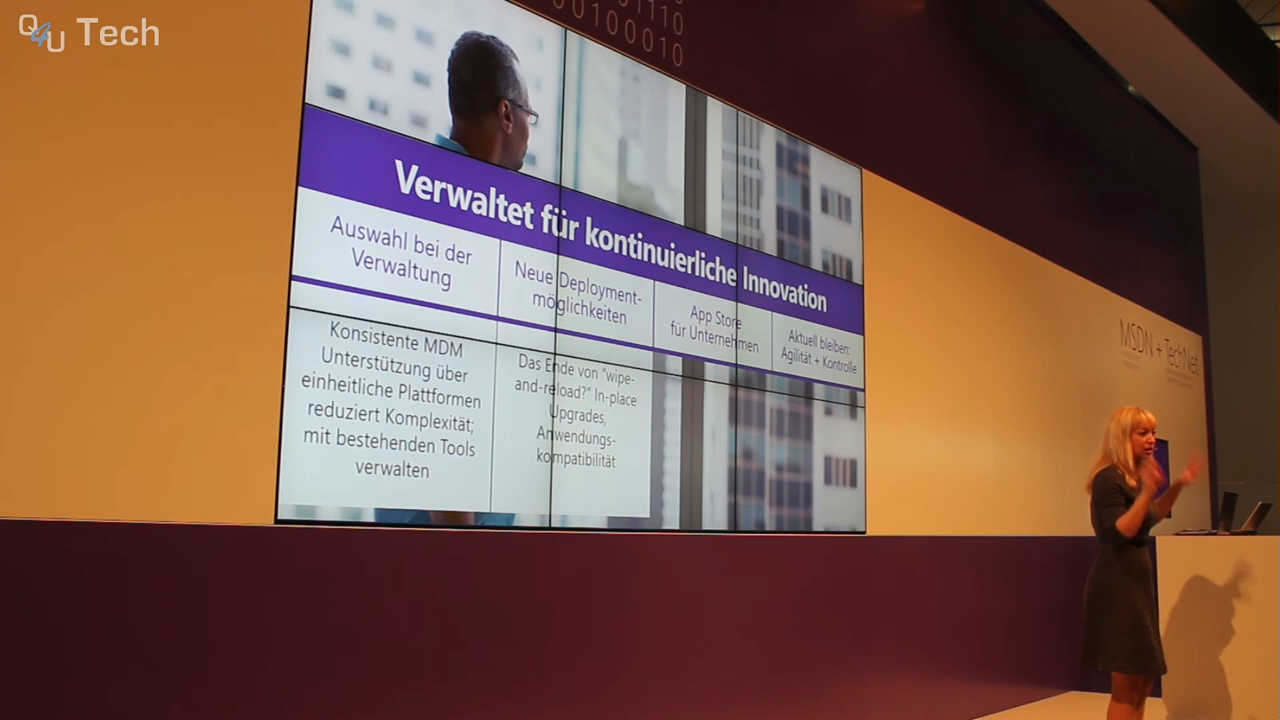 Q4U Tech
00100010
Verwaltet für kontinuierliche Innovation
Auswahl bei der
Verwaltung
Neue Deployment-
möglichkeiten
App Store
für Unternehmen
Aktuell bleiben:
Agilität + Kontrolle
Konsistente MDM
Unterstützung über
einheitliche Plattformen
reduziert Komplexität;
mit bestehenden Tools
verwalten
Das Ende von "wipe-
and-reload?" In-place
Upgrades,
Anwendungs-
kompatibilität
MSDN + TechNet